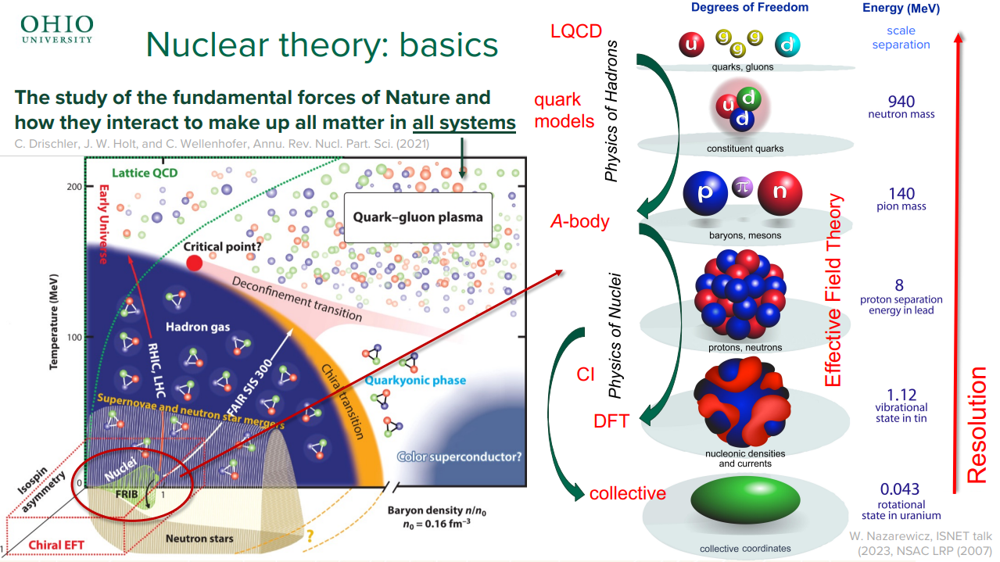 OHIO
UNIVERSITY
Nuclear theory: basics
The study of the fundamental forces of Nature and
how they interact to make up all matter in all systems
C. Drischler, J. W. Holt, and C. Wellenhofer, Annu. Rev. Nucl. Part. Sci. (2021)
Lattice QCD
Early Universe
200
Quark–gluon plasma
Critical point?
Deconfinement transition
Temperature (MeV)
Hadron gas
100
RHIC, LHC
FAIR SIS 300
Chiral transition
Quarkyonic phase
Supernovae and neutron star mergers
Color superconductor?
Nuclei
Isospin
asymmetry
0
FRIB
1
Baryon density n/n₀
n₀ = 0.16 fm⁻³
Chiral EFT
Neutron stars
?
1
LQCD
quark
models
A-body
CI
DFT
collective
Physics of Hadrons
Physics of Nuclei
Degrees of Freedom
u g g g d
quarks, gluons
u d d
constituent quarks
p π n
baryons, mesons
protons, neutrons
nucleonic densities
and currents
collective coordinates
Effective Field Theory
Energy (MeV)
scale
separation
940
neutron mass
140
pion mass
8
proton separation
energy in lead
1.12
vibrational
state in tin
0.043
rotational
state in uranium
Resolution
W. Nazarewicz, ISNET talk
(2023, NSAC LRP (2007)